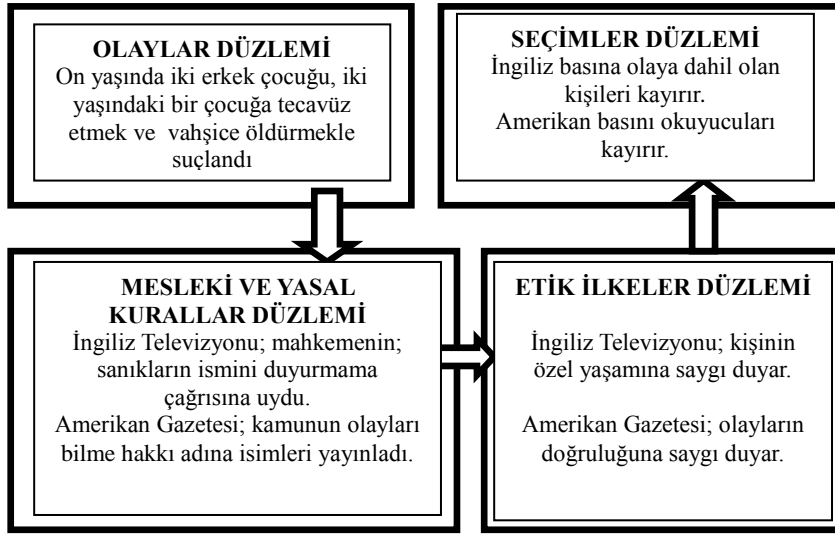 OLAYLAR DÜZLEMİ
On yaşında iki erkek çocuğu, iki
yaşındaki bir çocuğa tecavüz
etmek ve vahşice öldürmekle
suçlandı
MESLEKİ VE YASAL
KURALLAR DÜZLEMİ
İngiliz Televizyonu; mahkemenin;
sanıkların ismini duyurmama
çağrısına uydu.
Amerikan Gazetesi; kamunun olayları
bilme hakkı adına isimleri yayınladı.
ETİK İLKELER DÜZLEMİ
İngiliz Televizyonu; kişinin
özel yaşamına saygı duyar.
Amerikan Gazetesi; olayların
doğruluğuna saygı duyar.
SEÇİMLER DÜZLEMİ
İngiliz basına olaya dahil olan
kişileri kayırır.
Amerikan basını okuyucuları
kayırır.